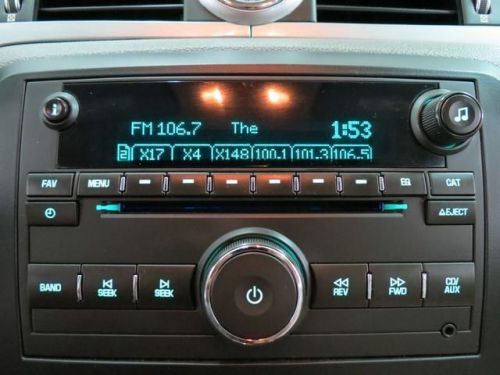 FM 106.7 The 1:53
2 X17 X4 X148 100.1 101.3 106.5
FAV MENU EQ CAT
EJECT
BAND SEEK SEEK REV FWD CD/AUX